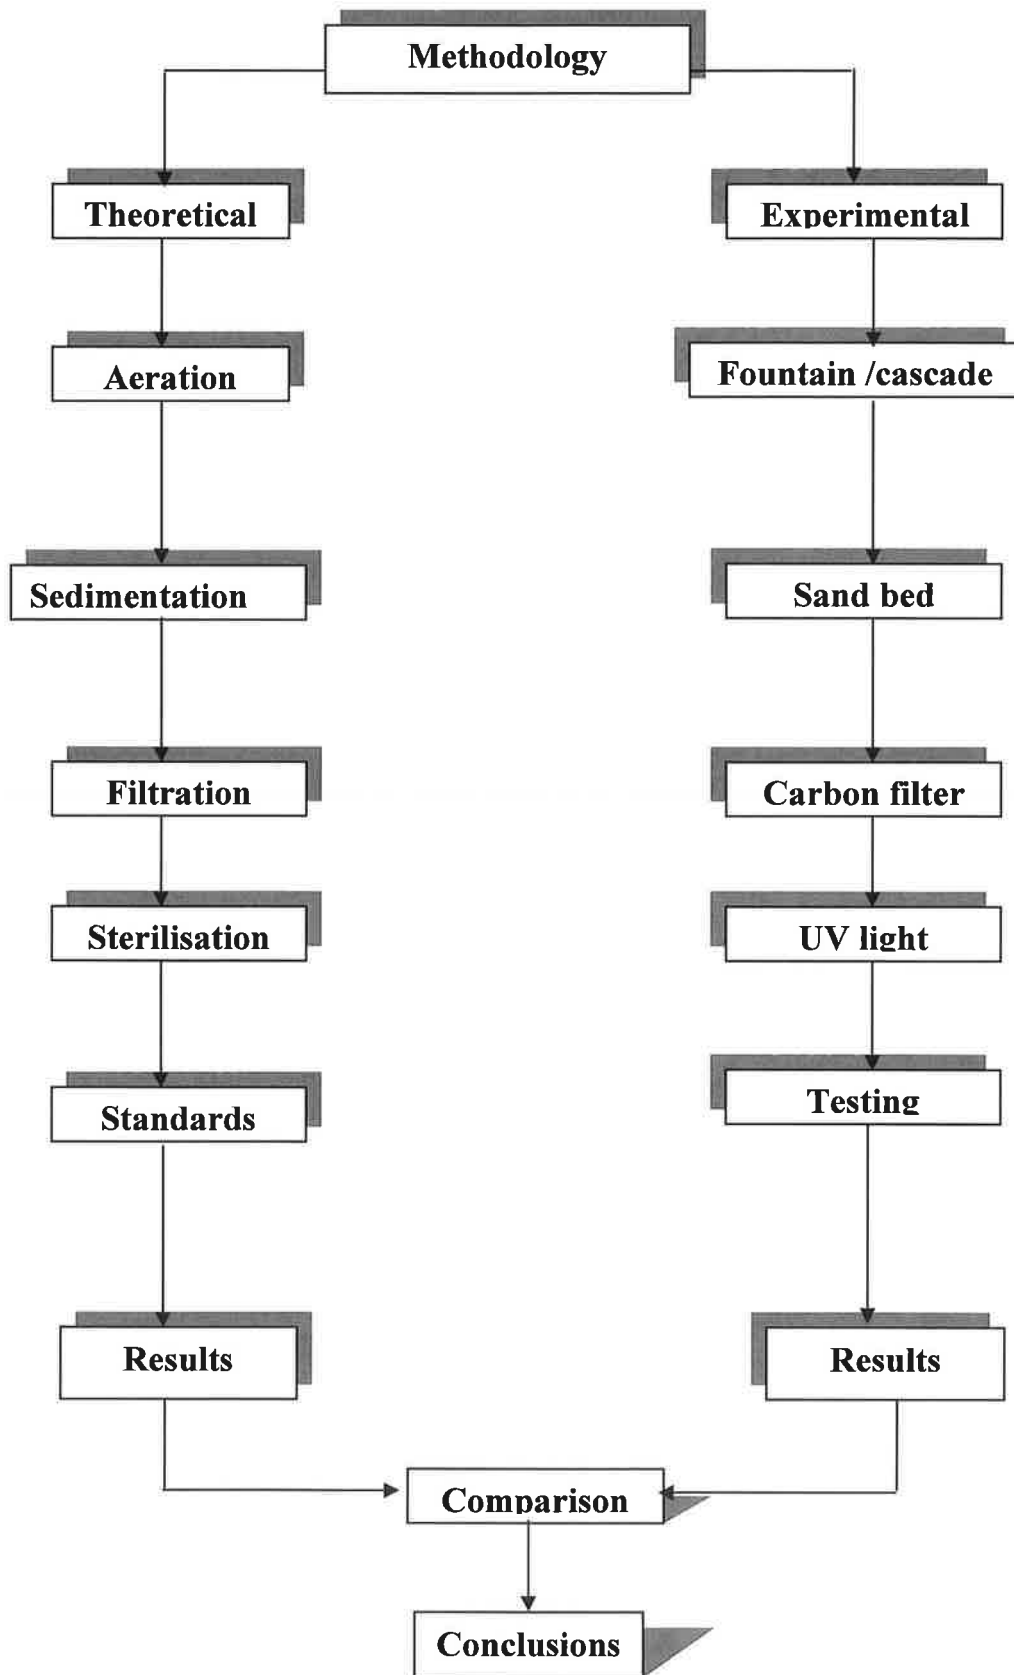 Methodology
Theoretical
Experimental
Aeration
Fountain /cascade
Sedimentation
Sand bed
Filtration
Carbon filter
Sterilisation
UV light
Standards
Testing
Results
Results
Comparison
Conclusions